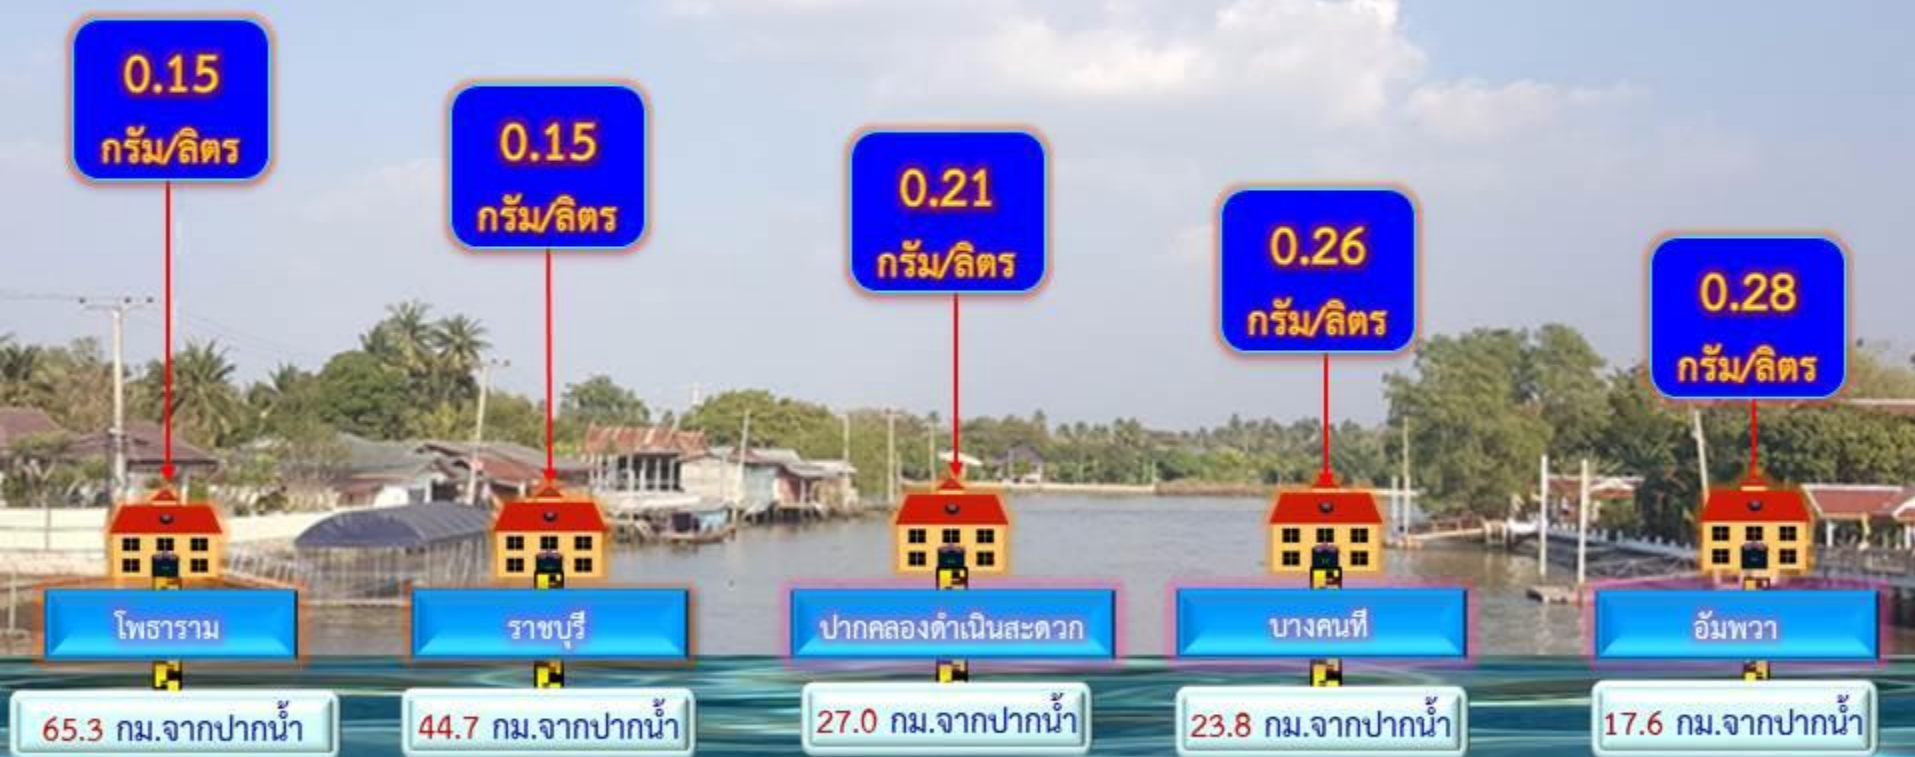 0.15
กรัม/ลิตร
0.15
กรัม/ลิตร
0.21
กรัม/ลิตร
0.26
กรัม/ลิตร
0.28
กรัม/ลิตร
โพธาราม
ราชบุรี
ปากคลองดำเนินสะดวก
บางคนที
อัมพวา
65.3 กม.จากปากน้ำ
44.7 กม.จากปากน้ำ
27.0 กม.จากปากน้ำ
23.8 กม.จากปากน้ำ
17.6 กม.จากปากน้ำ